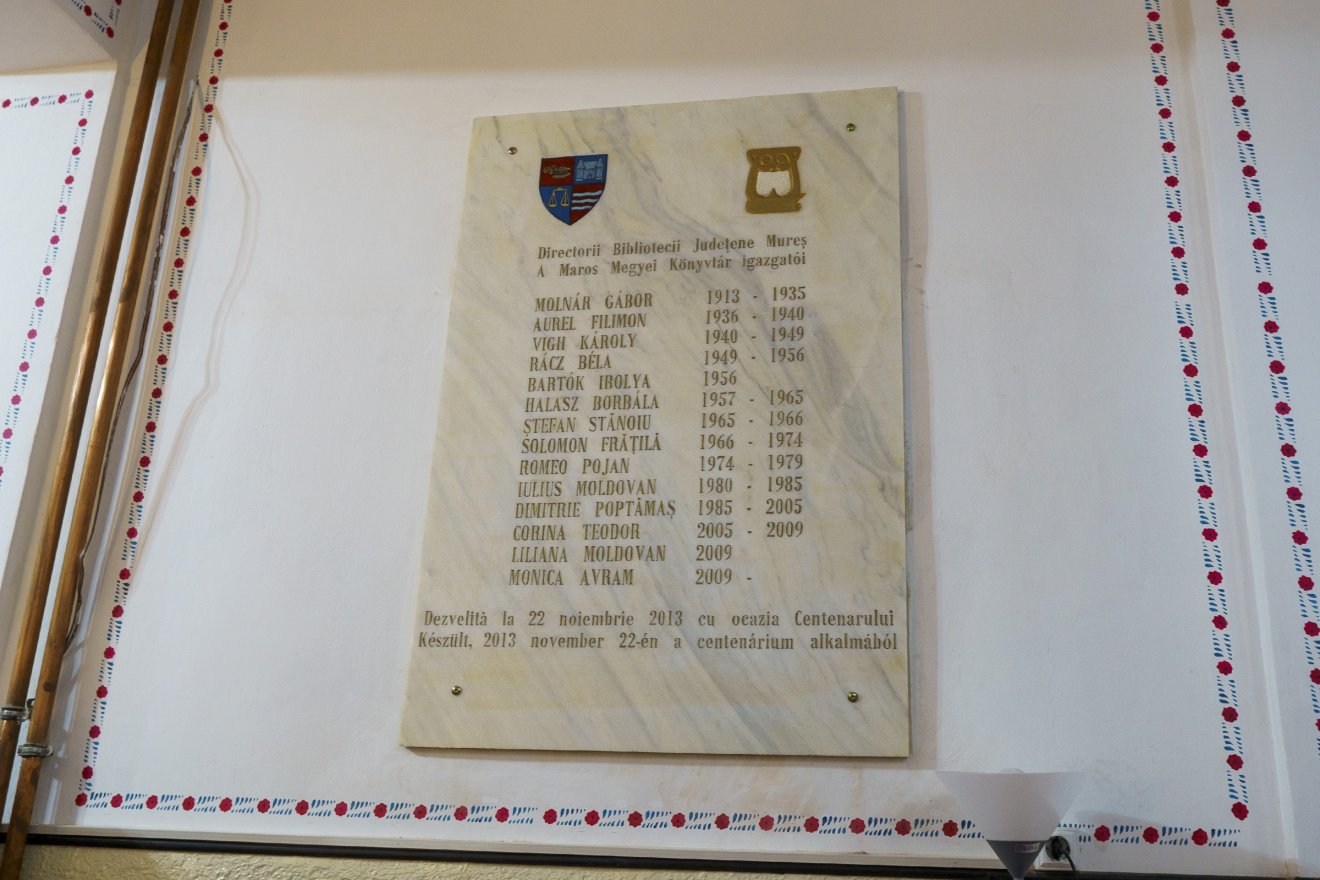 Directorii Bibliotecii Județene Mureș
A Maros Megyei Könyvtár igazgatói
MOLNÁR GÁBOR 1913 - 1935
AUREL FILIMON 1936 - 1940
VIGH KÁROLY 1940 - 1949
RÁCZ BÉLA 1949 - 1956
BARTÓK IBOLYA 1956
HALASZ BORBÁLA 1957 - 1965
ȘTEFAN STĂNOIU 1965 - 1966
SOLOMON FRĂȚILĂ 1966 - 1974
ROMEO POJAN 1974 - 1979
IULIUS MOLDOVAN 1980 - 1985
DIMITRIE POPTĂMAȘ 1985 - 2005
CORINA TEODOR 2005 - 2009
LILIANA MOLDOVAN 2009
MONICA AVRAM 2009 -
Dezvelită la 22 noiembrie 2013 cu ocazia Centenarului
Készült, 2013 november 22-én a centenárium alkalmából